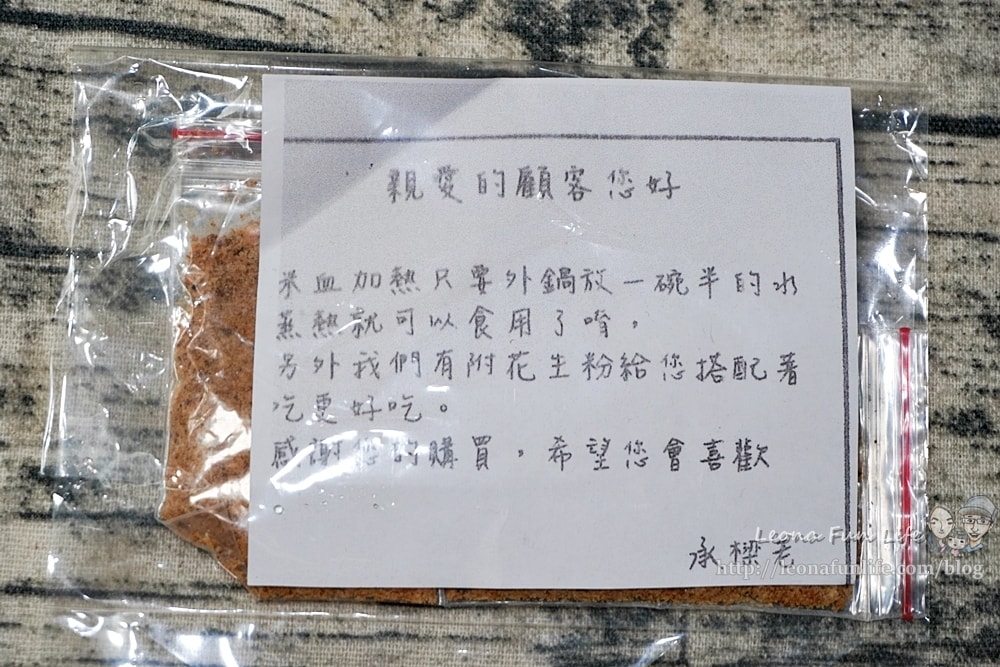 親愛的顧客您好
米血加熱只要外鍋放一碗半的水
蒸熱就可以食用了唷。
另外我們有附花生粉給您搭配著
吃更好吃。
感謝您的購買，希望您會喜歡
承樑老
Leona Fun Life
http://leonafunlife.com/blog